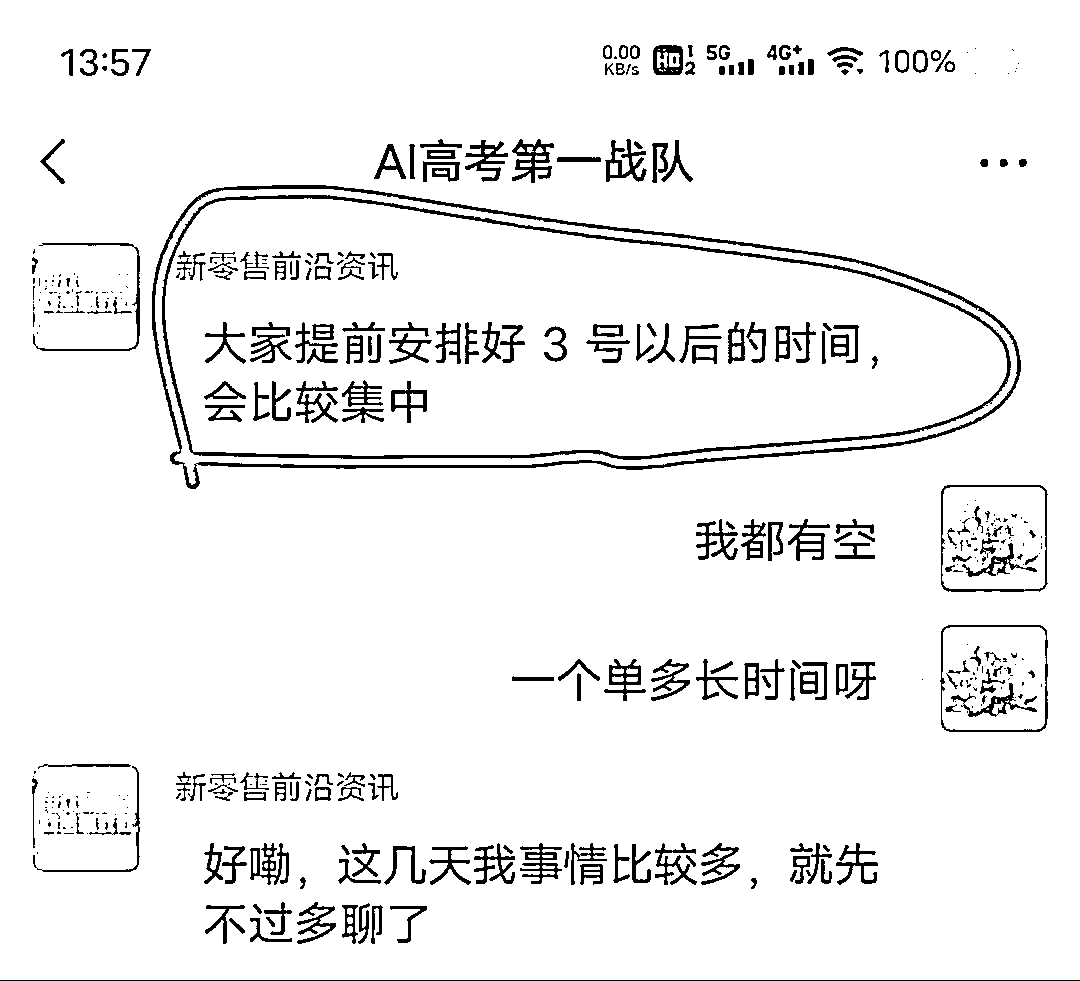 13:57
0.00 KB/s HD 1 2 5G 4G+ 100%
AI高考第一战队
新零售前沿资讯
大家提前安排好 3 号以后的时间，
会比较集中
我都有空
一个单多长时间呀
新零售前沿资讯
好嘞，这几天我事情比较多，就先
不过多聊了